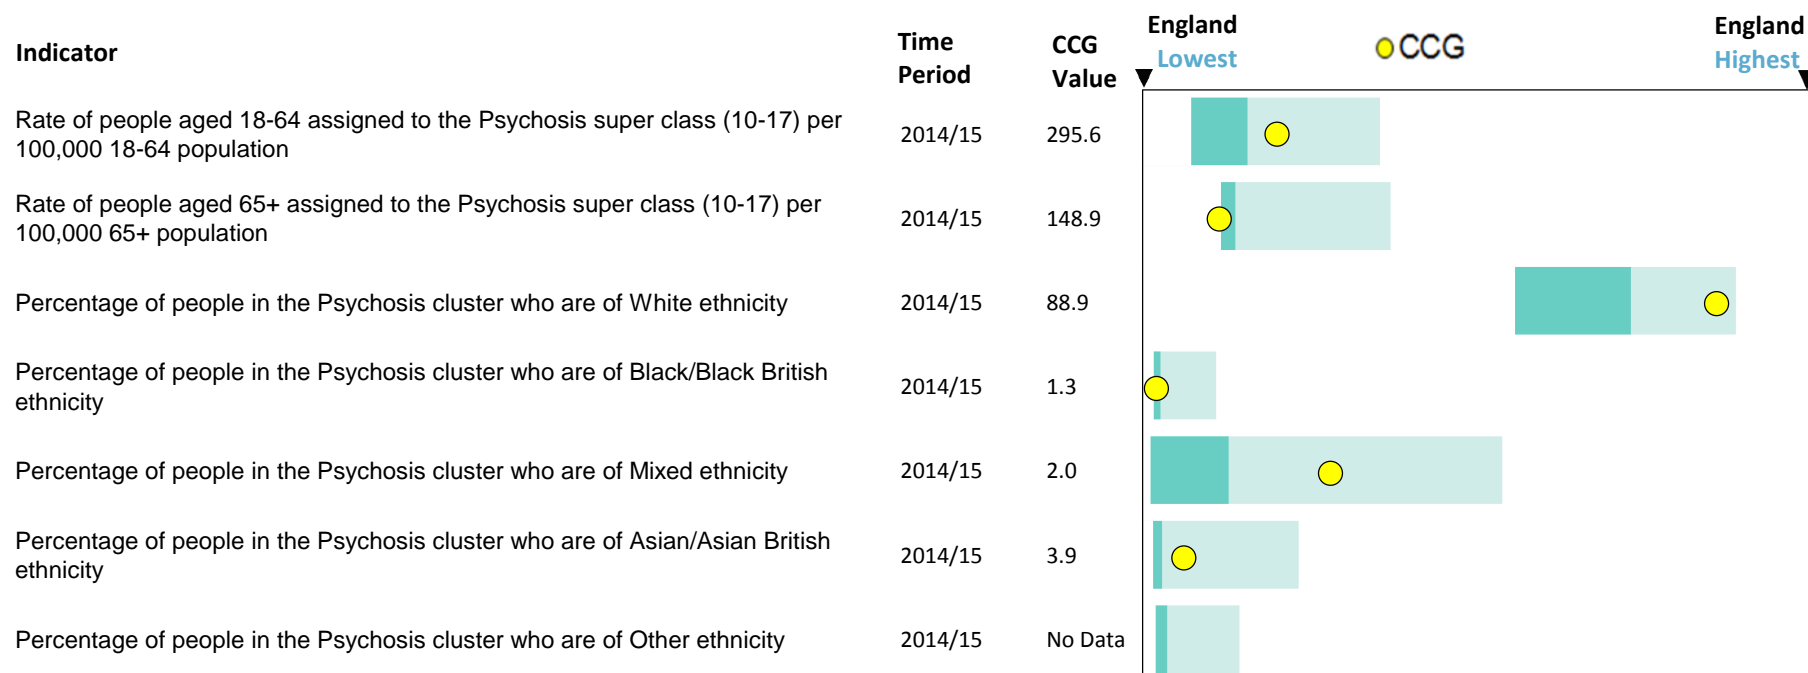 Indicator
Time
Period
CCG
Value
England
Lowest
CCG
England
Highest
Rate of people aged 18-64 assigned to the Psychosis super class (10-17) per
100,000 18-64 population
2014/15
295.6
Rate of people aged 65+ assigned to the Psychosis super class (10-17) per
100,000 65+ population
2014/15
148.9
Percentage of people in the Psychosis cluster who are of White ethnicity
2014/15
88.9
Percentage of people in the Psychosis cluster who are of Black/Black British
ethnicity
2014/15
1.3
Percentage of people in the Psychosis cluster who are of Mixed ethnicity
2014/15
2.0
Percentage of people in the Psychosis cluster who are of Asian/Asian British
ethnicity
2014/15
3.9
Percentage of people in the Psychosis cluster who are of Other ethnicity
2014/15
No Data